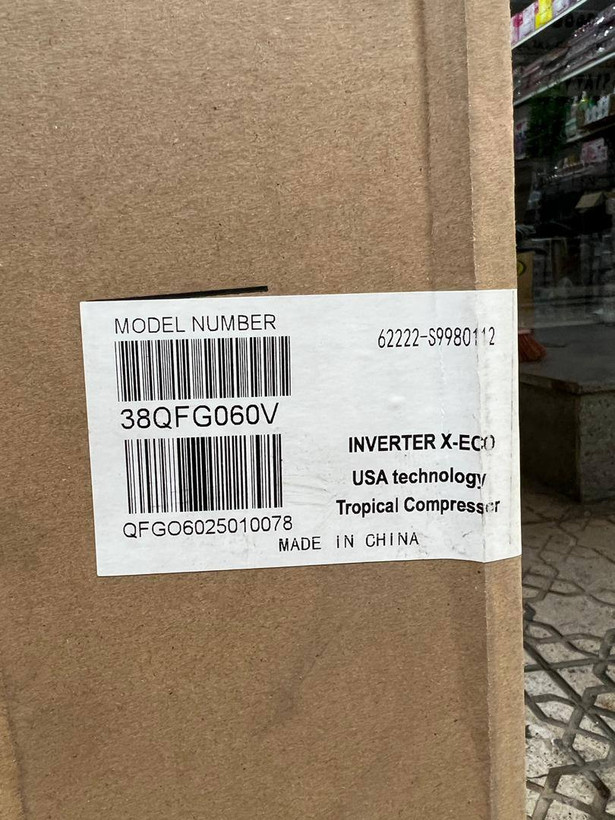 MODEL NUMBER
62222-S9980112
38QFG060V
INVERTER X-ECO
USA technology
Tropical Compressor
QFGO6025010078
MADE IN CHINA